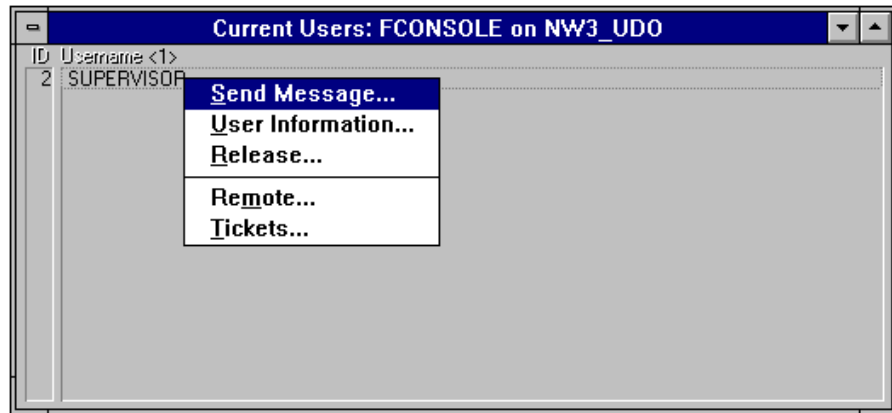 Current Users: FCONSOLE on NW3_UDO
ID Username <1>
2 SUPERVISOR
Send Message...
User Information...
Release...
Remote...
Tickets...